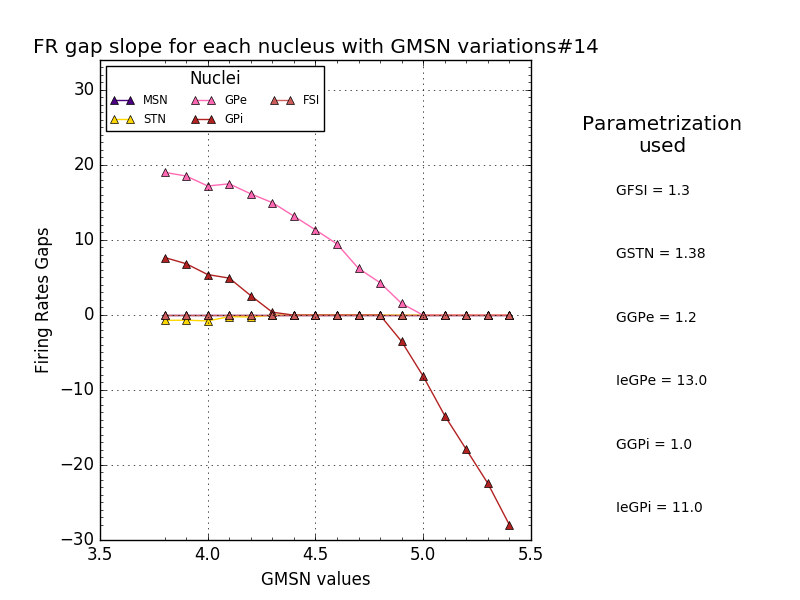 FR gap slope for each nucleus with GMSN variations#14
Nuclei
MSN GPe FSI
STN GPi
30
20
10
0
−10
−20
−30
Firing Rates Gaps
3.5 4.0 4.5 5.0 5.5
GMSN values
Parametrization
used
GFSI = 1.3
GSTN = 1.38
GGPe = 1.2
IeGPe = 13.0
GGPi = 1.0
IeGPi = 11.0